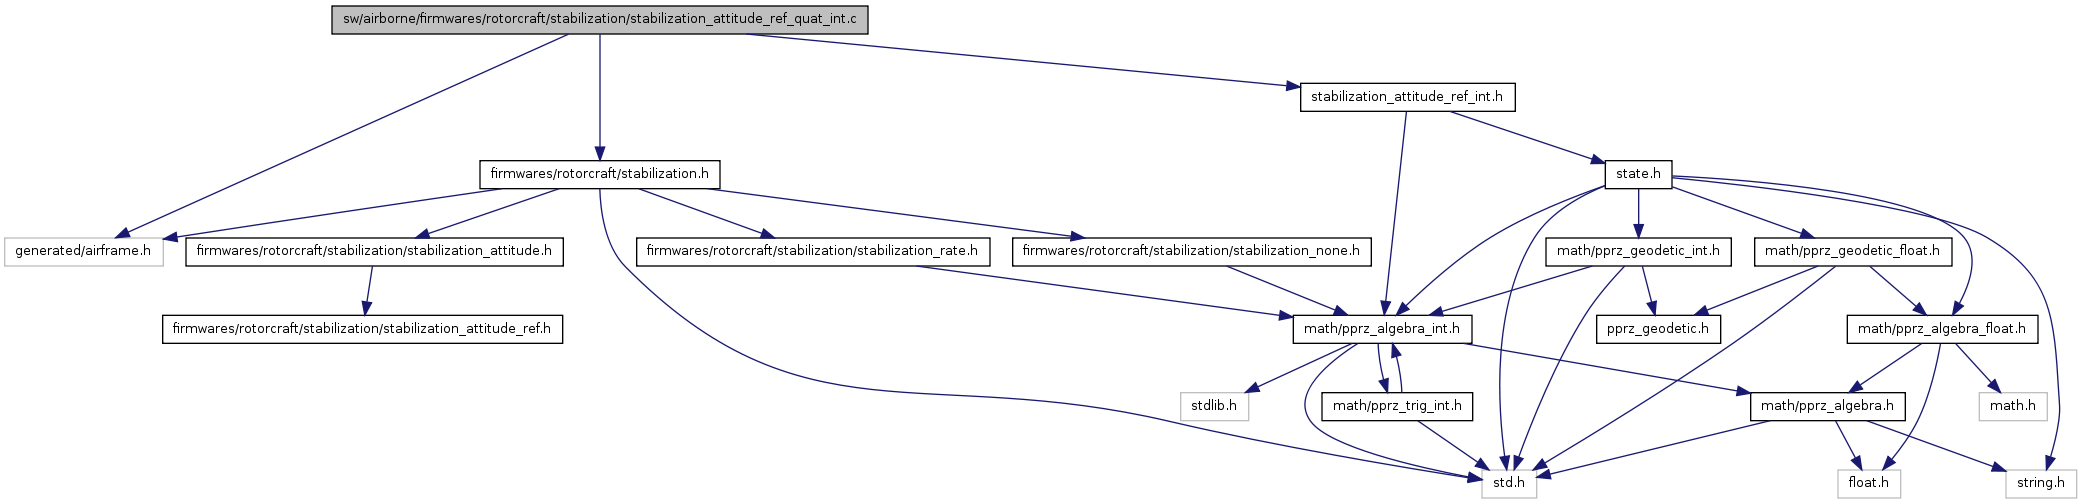 sw/airborne/firmwares/rotorcraft/stabilization/stabilization_attitude_ref_quat_int.c
stabilization_attitude_ref_int.h
firmwares/rotorcraft/stabilization.h
state.h
generated/airframe.h
firmwares/rotorcraft/stabilization/stabilization_attitude.h
firmwares/rotorcraft/stabilization/stabilization_rate.h
firmwares/rotorcraft/stabilization/stabilization_none.h
math/pprz_geodetic_int.h
math/pprz_geodetic_float.h
firmwares/rotorcraft/stabilization/stabilization_attitude_ref.h
math/pprz_algebra_int.h
pprz_geodetic.h
math/pprz_algebra_float.h
stdlib.h
math/pprz_trig_int.h
math/pprz_algebra.h
math.h
std.h
float.h
string.h